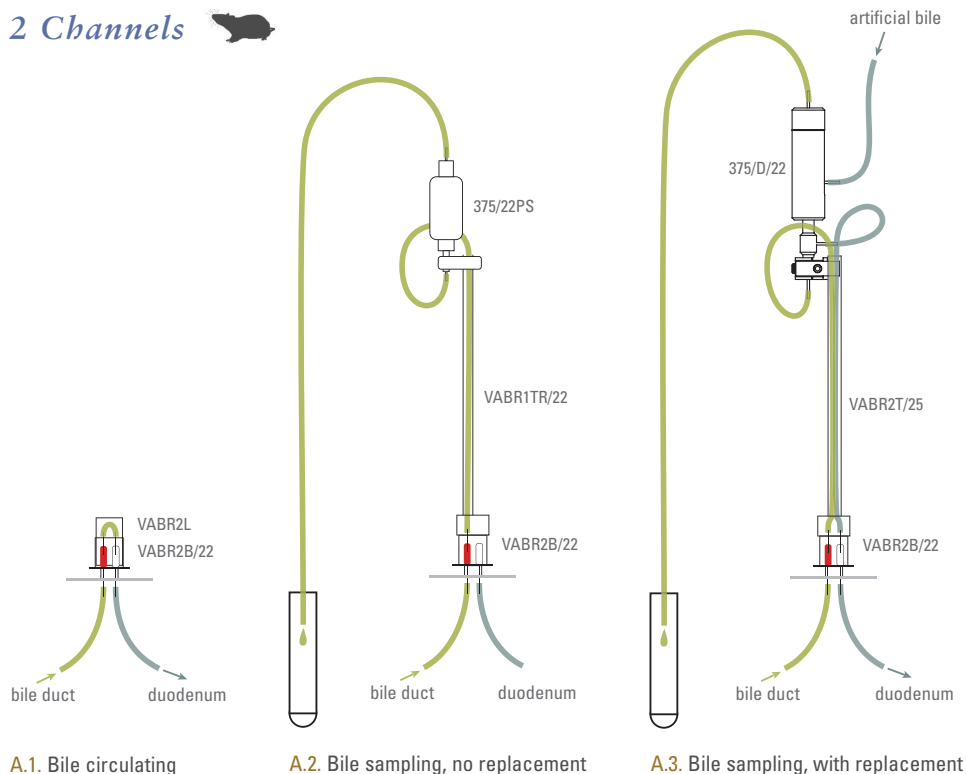 2 Channels
artificial bile
375/D/22
375/22PS
VABR1TR/22
VABR2T/25
VABR2L
VABR2B/22
VABR2B/22
VABR2B/22
bile duct
duodenum
bile duct
duodenum
bile duct
duodenum
A.1. Bile circulating
A.2. Bile sampling, no replacement
A.3. Bile sampling, with replacement